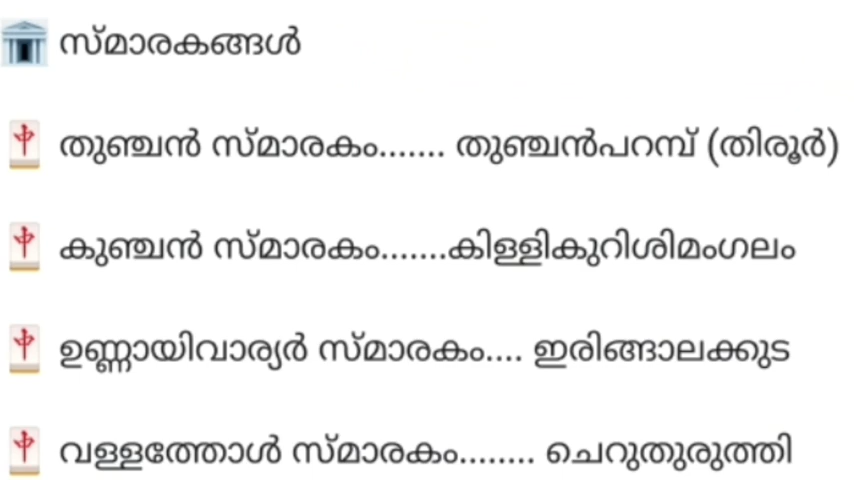 🏛️ സ്മാരകങ്ങൾ
🀄 തുഞ്ചൻ സ്മാരകം....... തുഞ്ചൻപറമ്പ് (തിരൂർ)
🀄 കുഞ്ചൻ സ്മാരകം.......കിള്ളികുറിശിമംഗലം
🀄 ഉണ്ണായിവാര്യർ സ്മാരകം.... ഇരിങ്ങാലക്കുട
🀄 വള്ളത്തോൾ സ്മാരകം........ ചെറുതുരുത്തി